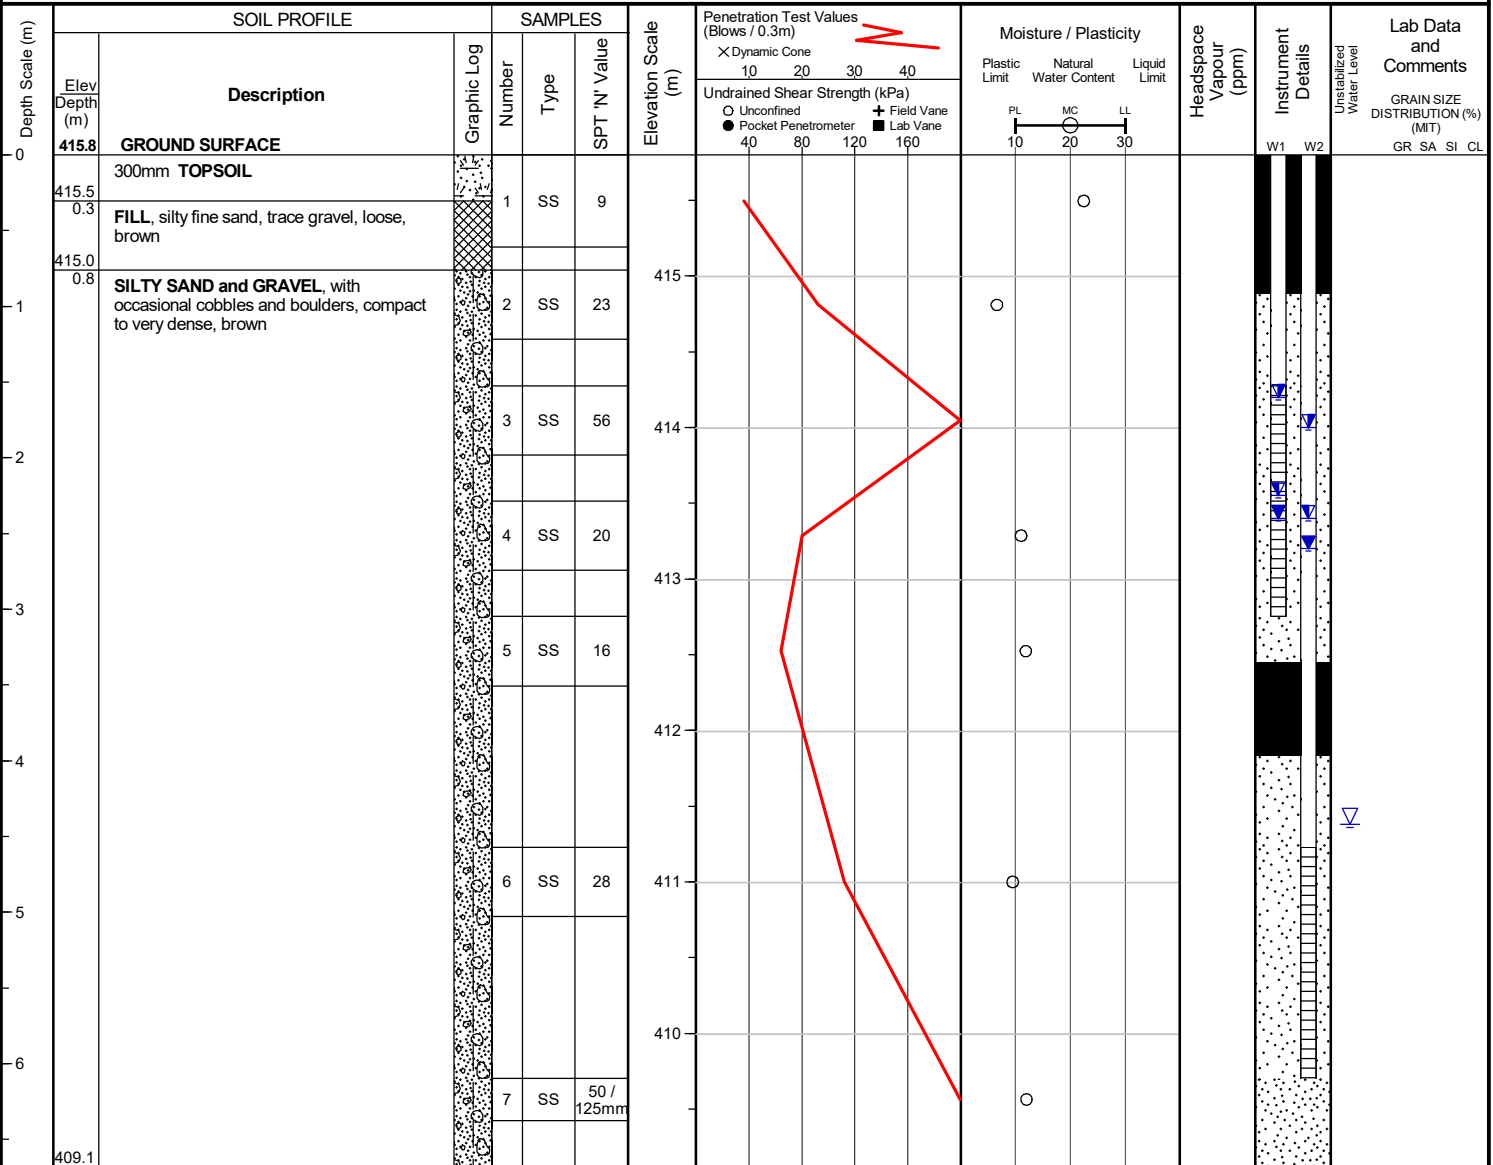 SOIL PROFILE
SAMPLES
Depth Scale (m)
Elev
Depth
(m)
Description
Graphic Log
Number
Type
SPT 'N' Value
Elevation Scale
(m)
Penetration Test Values
(Blows / 0.3m)
Dynamic Cone
10 20 30 40
Undrained Shear Strength (kPa)
Unconfined Field Vane
Pocket Penetrometer Lab Vane
40 80 120 160
Moisture / Plasticity
Plastic Natural Liquid
Limit Water Content Limit
PL MC LL
10 20 30
Headspace
Vapour
(ppm)
Instrument
Details
W1 W2
Unstabilized
Water Level
Lab Data
and
Comments
GRAIN SIZE
DISTRIBUTION (%)
(MIT)
GR SA SI CL
415.8 GROUND SURFACE
0
300mm TOPSOIL
415.5
0.3
FILL, silty fine sand, trace gravel, loose,
brown
1 SS 9
415.0
0.8
SILTY SAND and GRAVEL, with
occasional cobbles and boulders, compact
to very dense, brown
415
1
2 SS 23
3 SS 56
414
2
4 SS 20
413
3
5 SS 16
412
4
6 SS 28
411
5
410
6
7 SS 50 /
125mm
409.1